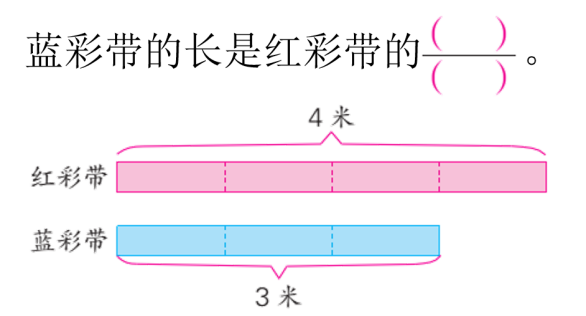 蓝彩带的长是红彩带的( )/( )。
4 米
红彩带
蓝彩带
3 米